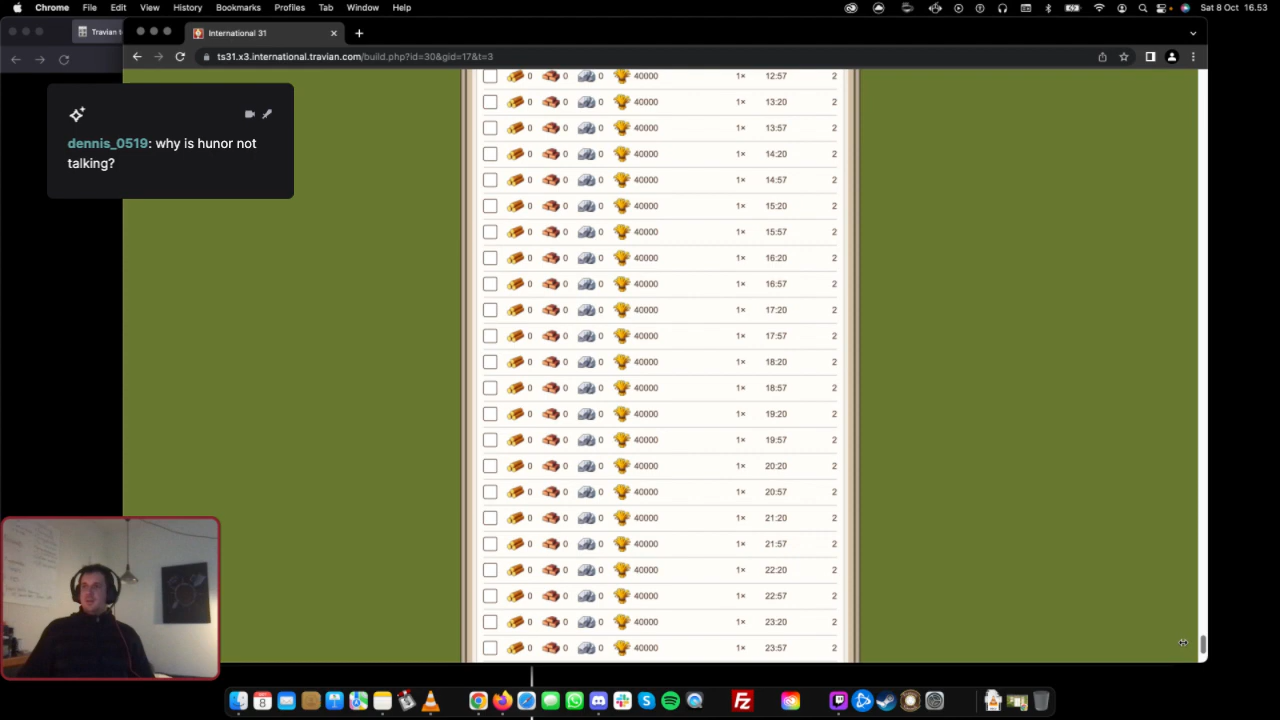 Chrome File Edit View History Bookmarks Profiles Tab Window Help Sat 8 Oct 16.53
Travian t
International 31
ts31.x3.international.travian.com/build.php?id=30&gid=17&t=3
dennis_0519: why is hunor not
talking?
0 0 0 40000 1× 12:57 2
0 0 0 40000 1× 13:20 2
0 0 0 40000 1× 13:57 2
0 0 0 40000 1× 14:20 2
0 0 0 40000 1× 14:57 2
0 0 0 40000 1× 15:20 2
0 0 0 40000 1× 15:57 2
0 0 0 40000 1× 16:20 2
0 0 0 40000 1× 16:57 2
0 0 0 40000 1× 17:20 2
0 0 0 40000 1× 17:57 2
0 0 0 40000 1× 18:20 2
0 0 0 40000 1× 18:57 2
0 0 0 40000 1× 19:20 2
0 0 0 40000 1× 19:57 2
0 0 0 40000 1× 20:20 2
0 0 0 40000 1× 20:57 2
0 0 0 40000 1× 21:20 2
0 0 0 40000 1× 21:57 2
0 0 0 40000 1× 22:20 2
0 0 0 40000 1× 22:57 2
0 0 0 40000 1× 23:20 2
0 0 0 40000 1× 23:57 2
8
Fz